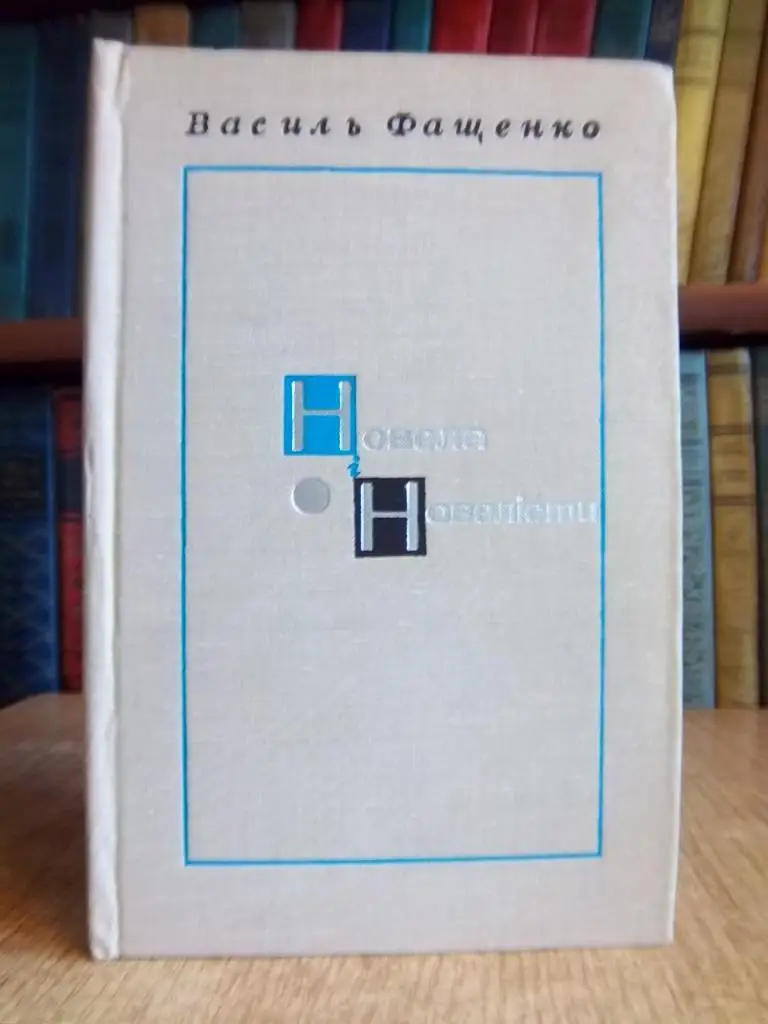 Василь Фащенко
Новела
і
Новелісти